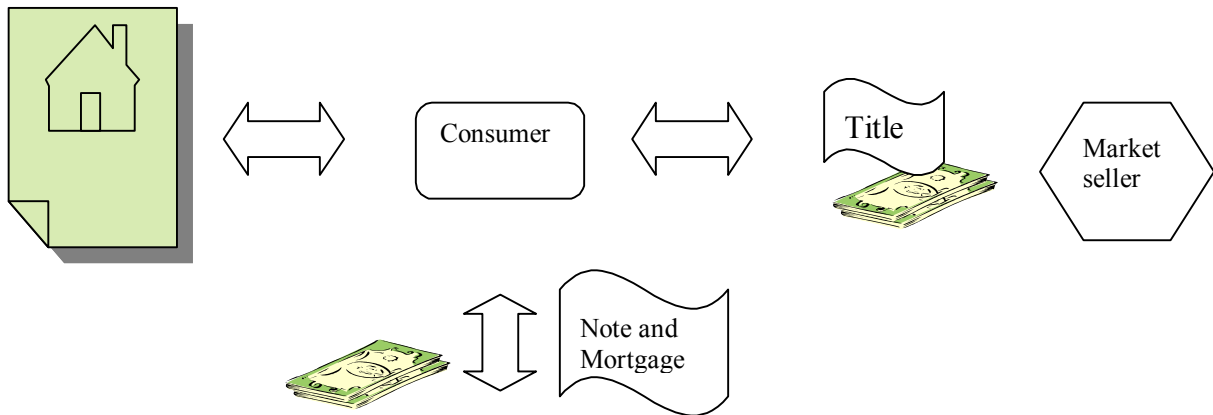 Consumer
Title
Market
seller
Note and
Mortgage